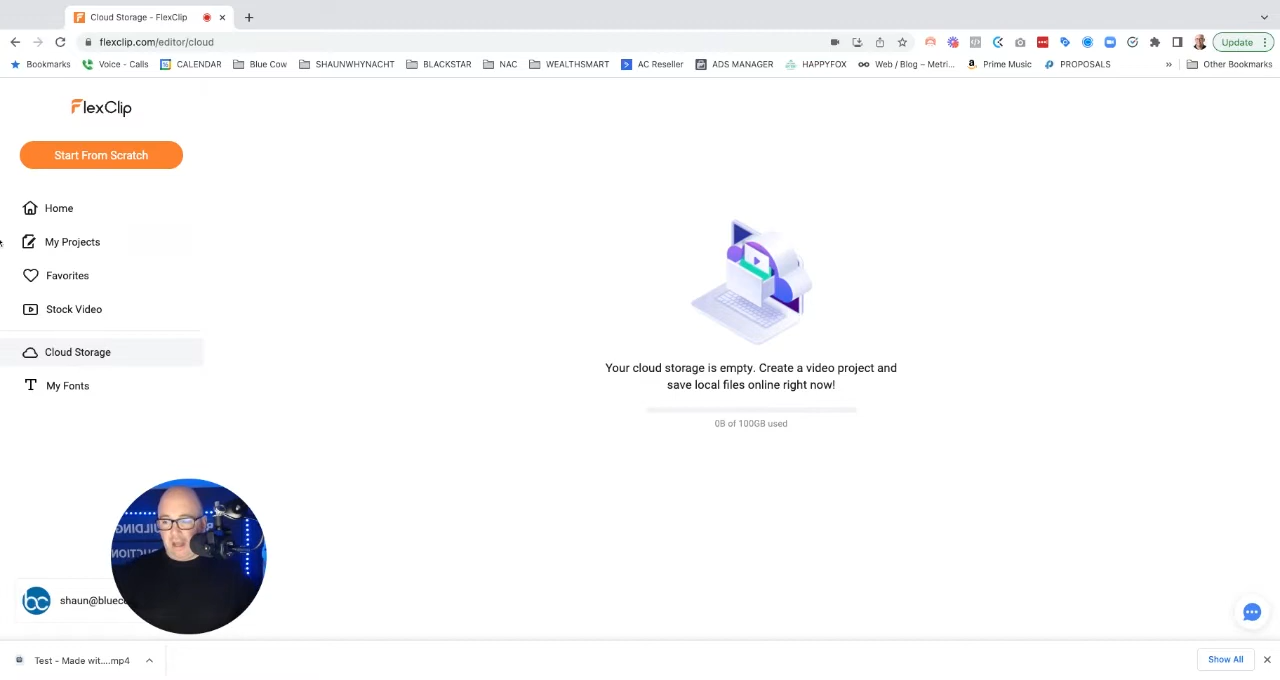 Cloud Storage - FlexClip
flexclip.com/editor/cloud
Update
Bookmarks
Voice - Calls
CALENDAR
Blue Cow
SHAUNWHYNACHT
BLACKSTAR
NAC
WEALTHSMART
AC Reseller
ADS MANAGER
HAPPYFOX
Web / Blog – Metri...
Prime Music
PROPOSALS
»
Other Bookmarks
FlexClip
Start From Scratch
Home
My Projects
Favorites
Stock Video
Cloud Storage
My Fonts
Your cloud storage is empty. Create a video project and
save local files online right now!
0B of 100GB used
bc
shaun@bluec
Test - Made wit....mp4
Show All